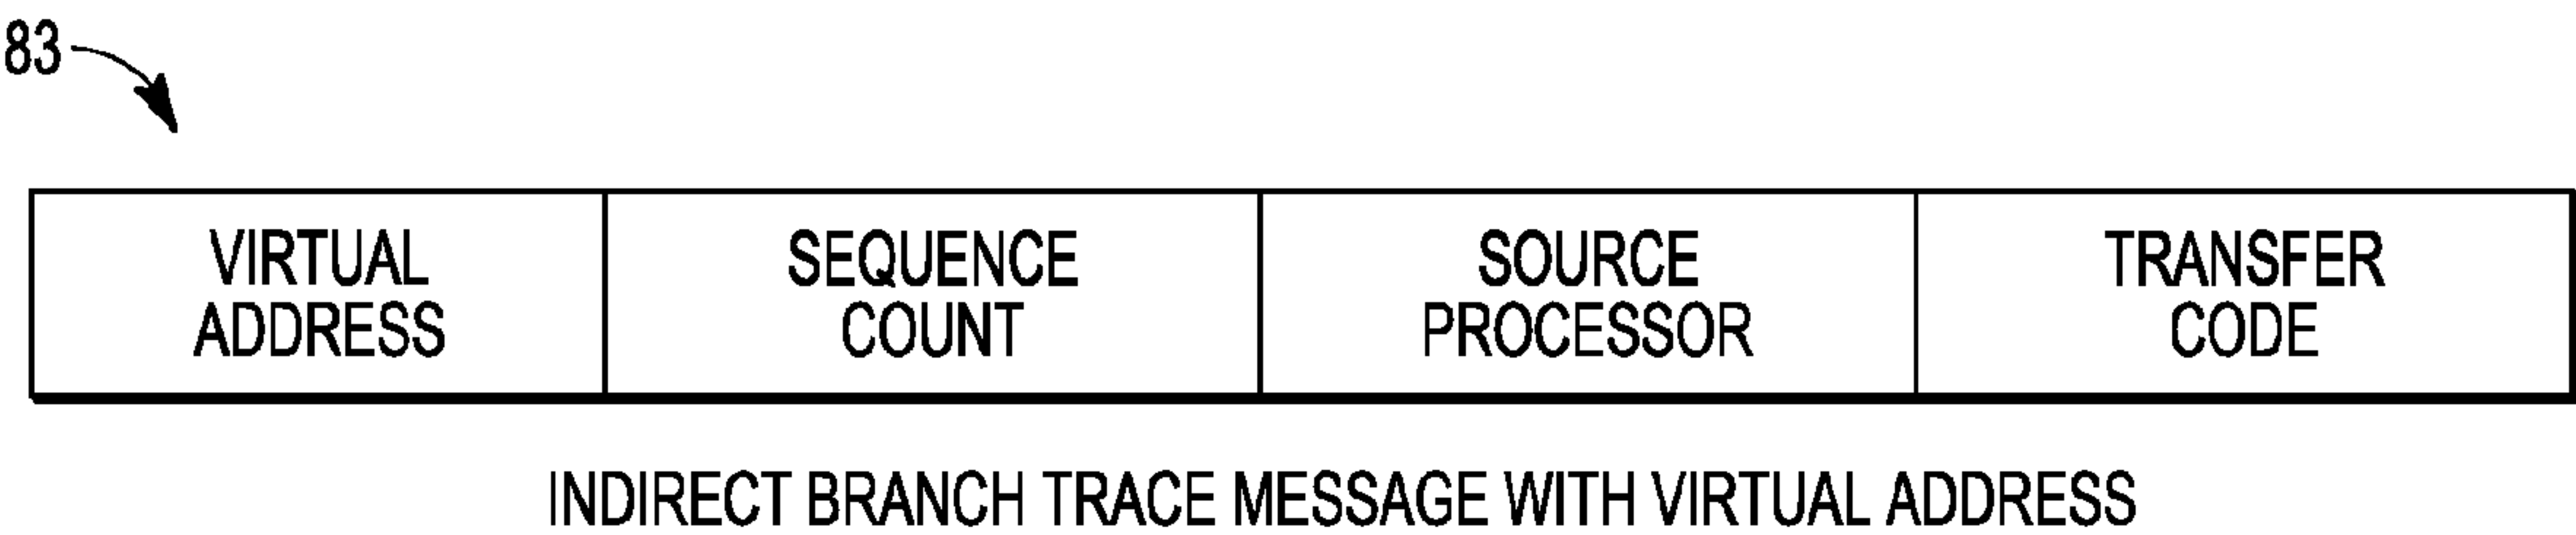 83
VIRTUAL
ADDRESS
SEQUENCE
COUNT
SOURCE
PROCESSOR
TRANSFER
CODE
INDIRECT BRANCH TRACE MESSAGE WITH VIRTUAL ADDRESS